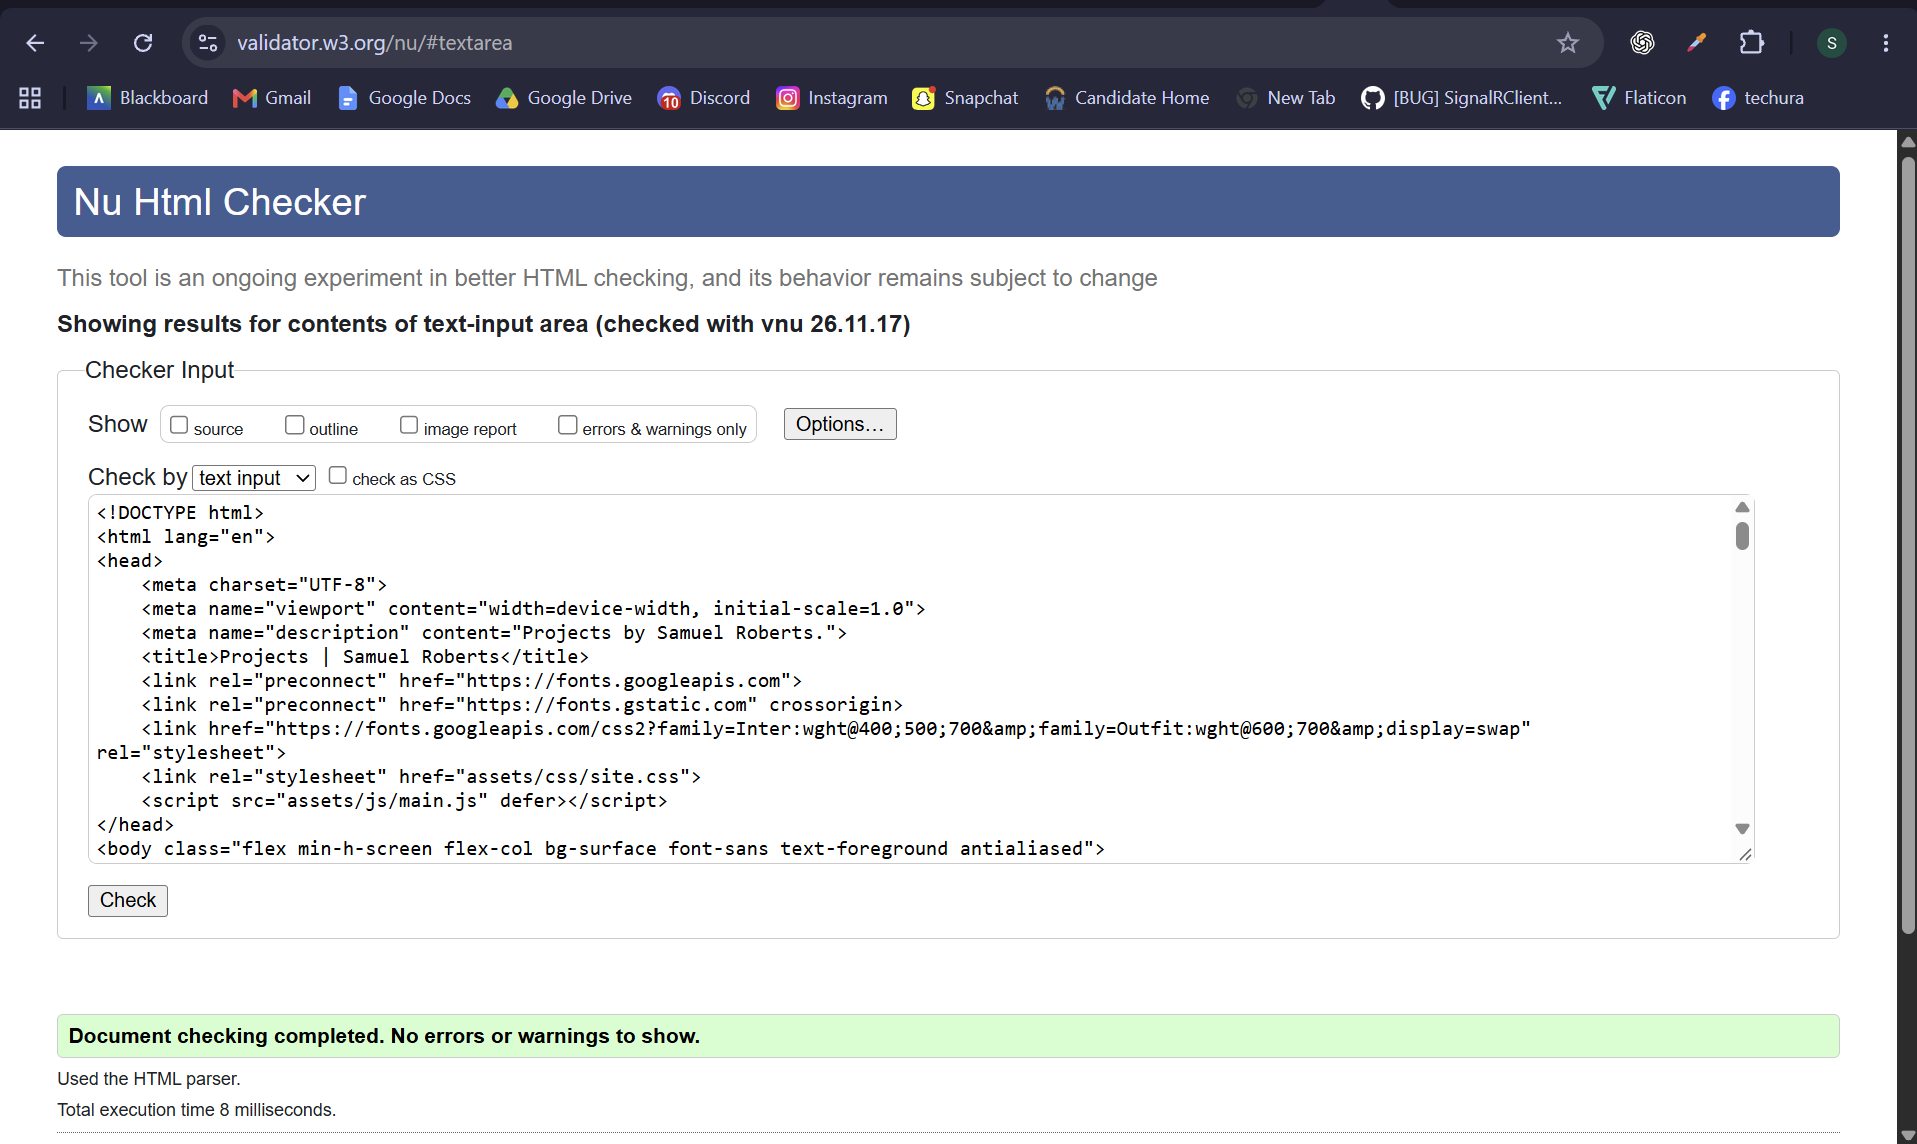 validator.w3.org/nu/#textarea
S
Blackboard
Gmail
Google Docs
Google Drive
10
Discord
Instagram
Snapchat
Candidate Home
New Tab
[BUG] SignalRClient...
Flaticon
techura
Nu Html Checker
This tool is an ongoing experiment in better HTML checking, and its behavior remains subject to change
Showing results for contents of text-input area (checked with vnu 26.11.17)
Checker Input
Show source outline image report errors & warnings only Options...
Check by text input check as CSS
<!DOCTYPE html>
<html lang="en">
<head>
    <meta charset="UTF-8">
    <meta name="viewport" content="width=device-width, initial-scale=1.0">
    <meta name="description" content="Projects by Samuel Roberts.">
    <title>Projects | Samuel Roberts</title>
    <link rel="preconnect" href="https://fonts.googleapis.com">
    <link rel="preconnect" href="https://fonts.gstatic.com" crossorigin>
    <link href="https://fonts.googleapis.com/css2?family=Inter:wght@400;500;700&amp;family=Outfit:wght@600;700&amp;display=swap"
rel="stylesheet">
    <link rel="stylesheet" href="assets/css/site.css">
    <script src="assets/js/main.js" defer></script>
</head>
<body class="flex min-h-screen flex-col bg-surface font-sans text-foreground antialiased">
Check
Document checking completed. No errors or warnings to show.
Used the HTML parser.
Total execution time 8 milliseconds.